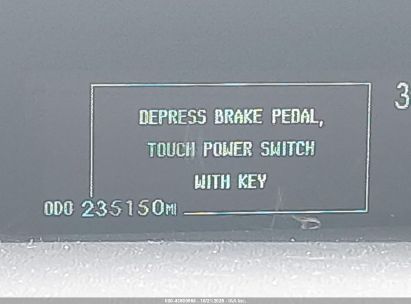 DEPRESS BRAKE PEDAL,
TOUCH POWER SWITCH
WITH KEY
ODO 235150MI
3